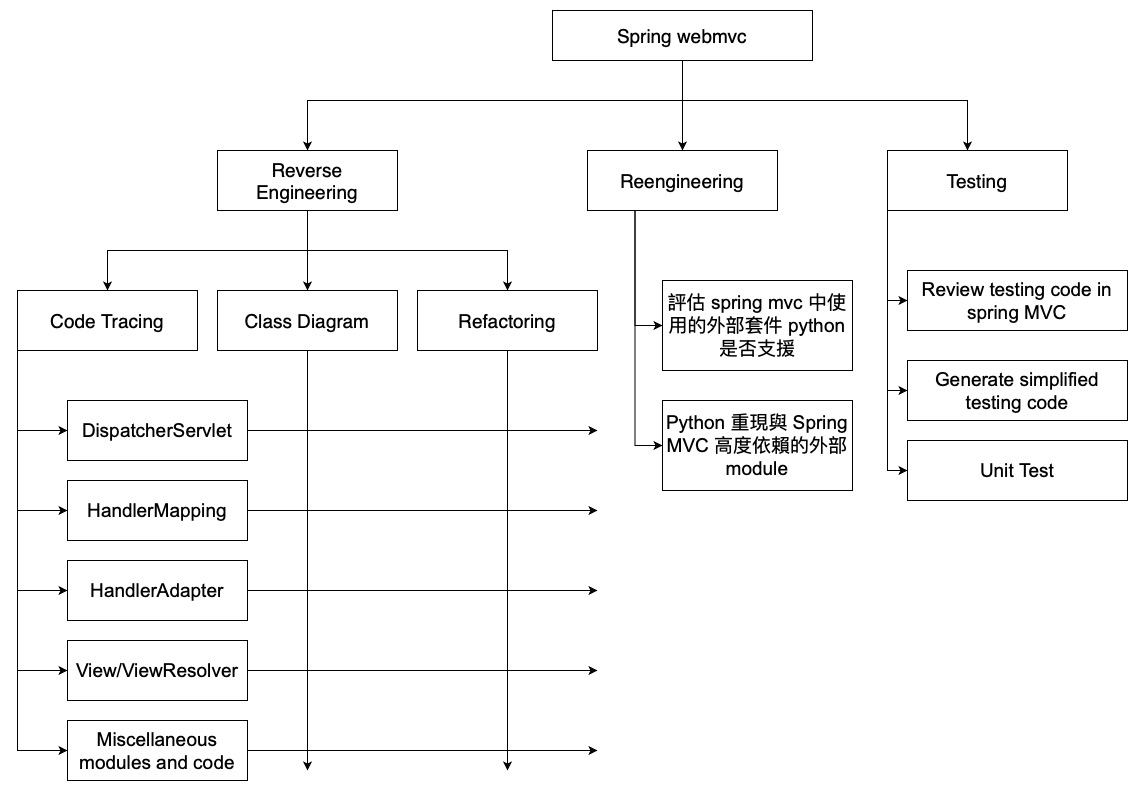 Spring webmvc
Reverse
Engineering
Reengineering
Testing
Code Tracing
Class Diagram
Refactoring
DispatcherServlet
HandlerMapping
HandlerAdapter
View/ViewResolver
Miscellaneous
modules and code
評估 spring mvc 中使
用的外部套件 python
是否支援
Python 重現與 Spring
MVC 高度依賴的外部
module
Review testing code in
spring MVC
Generate simplified
testing code
Unit Test